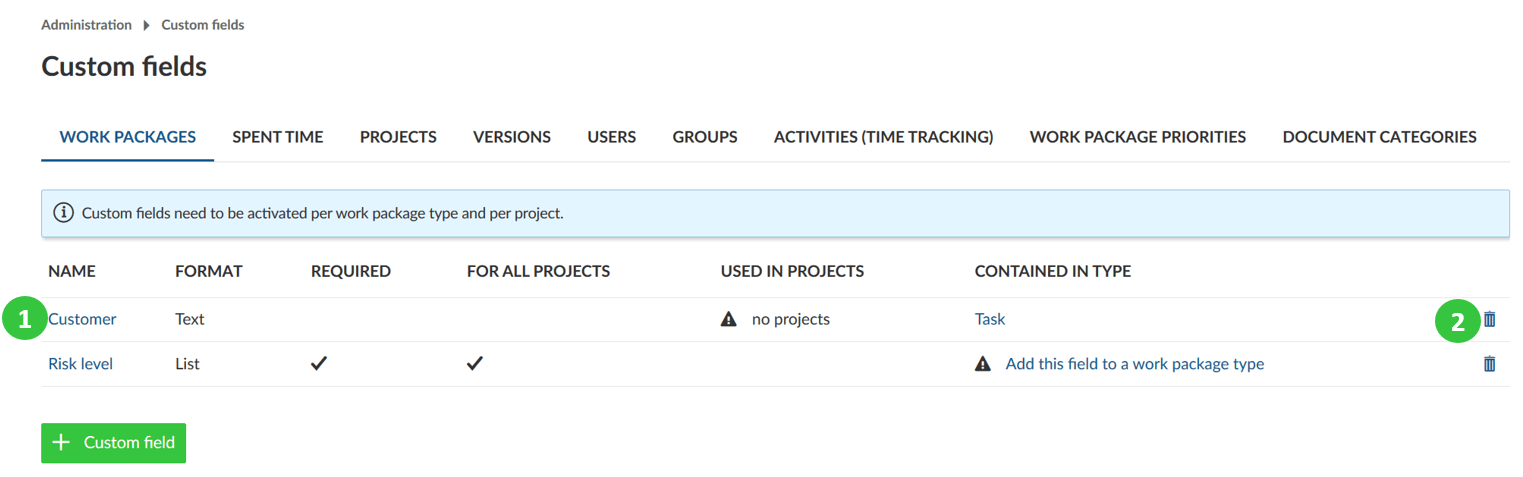 Administration Custom fields
Custom fields
WORK PACKAGES SPENT TIME PROJECTS VERSIONS USERS GROUPS ACTIVITIES (TIME TRACKING) WORK PACKAGE PRIORITIES DOCUMENT CATEGORIES
Custom fields need to be activated per work package type and per project.
NAME FORMAT REQUIRED FOR ALL PROJECTS USED IN PROJECTS CONTAINED IN TYPE
1 Customer Text no projects Task 2
Risk level List Add this field to a work package type
+ Custom field